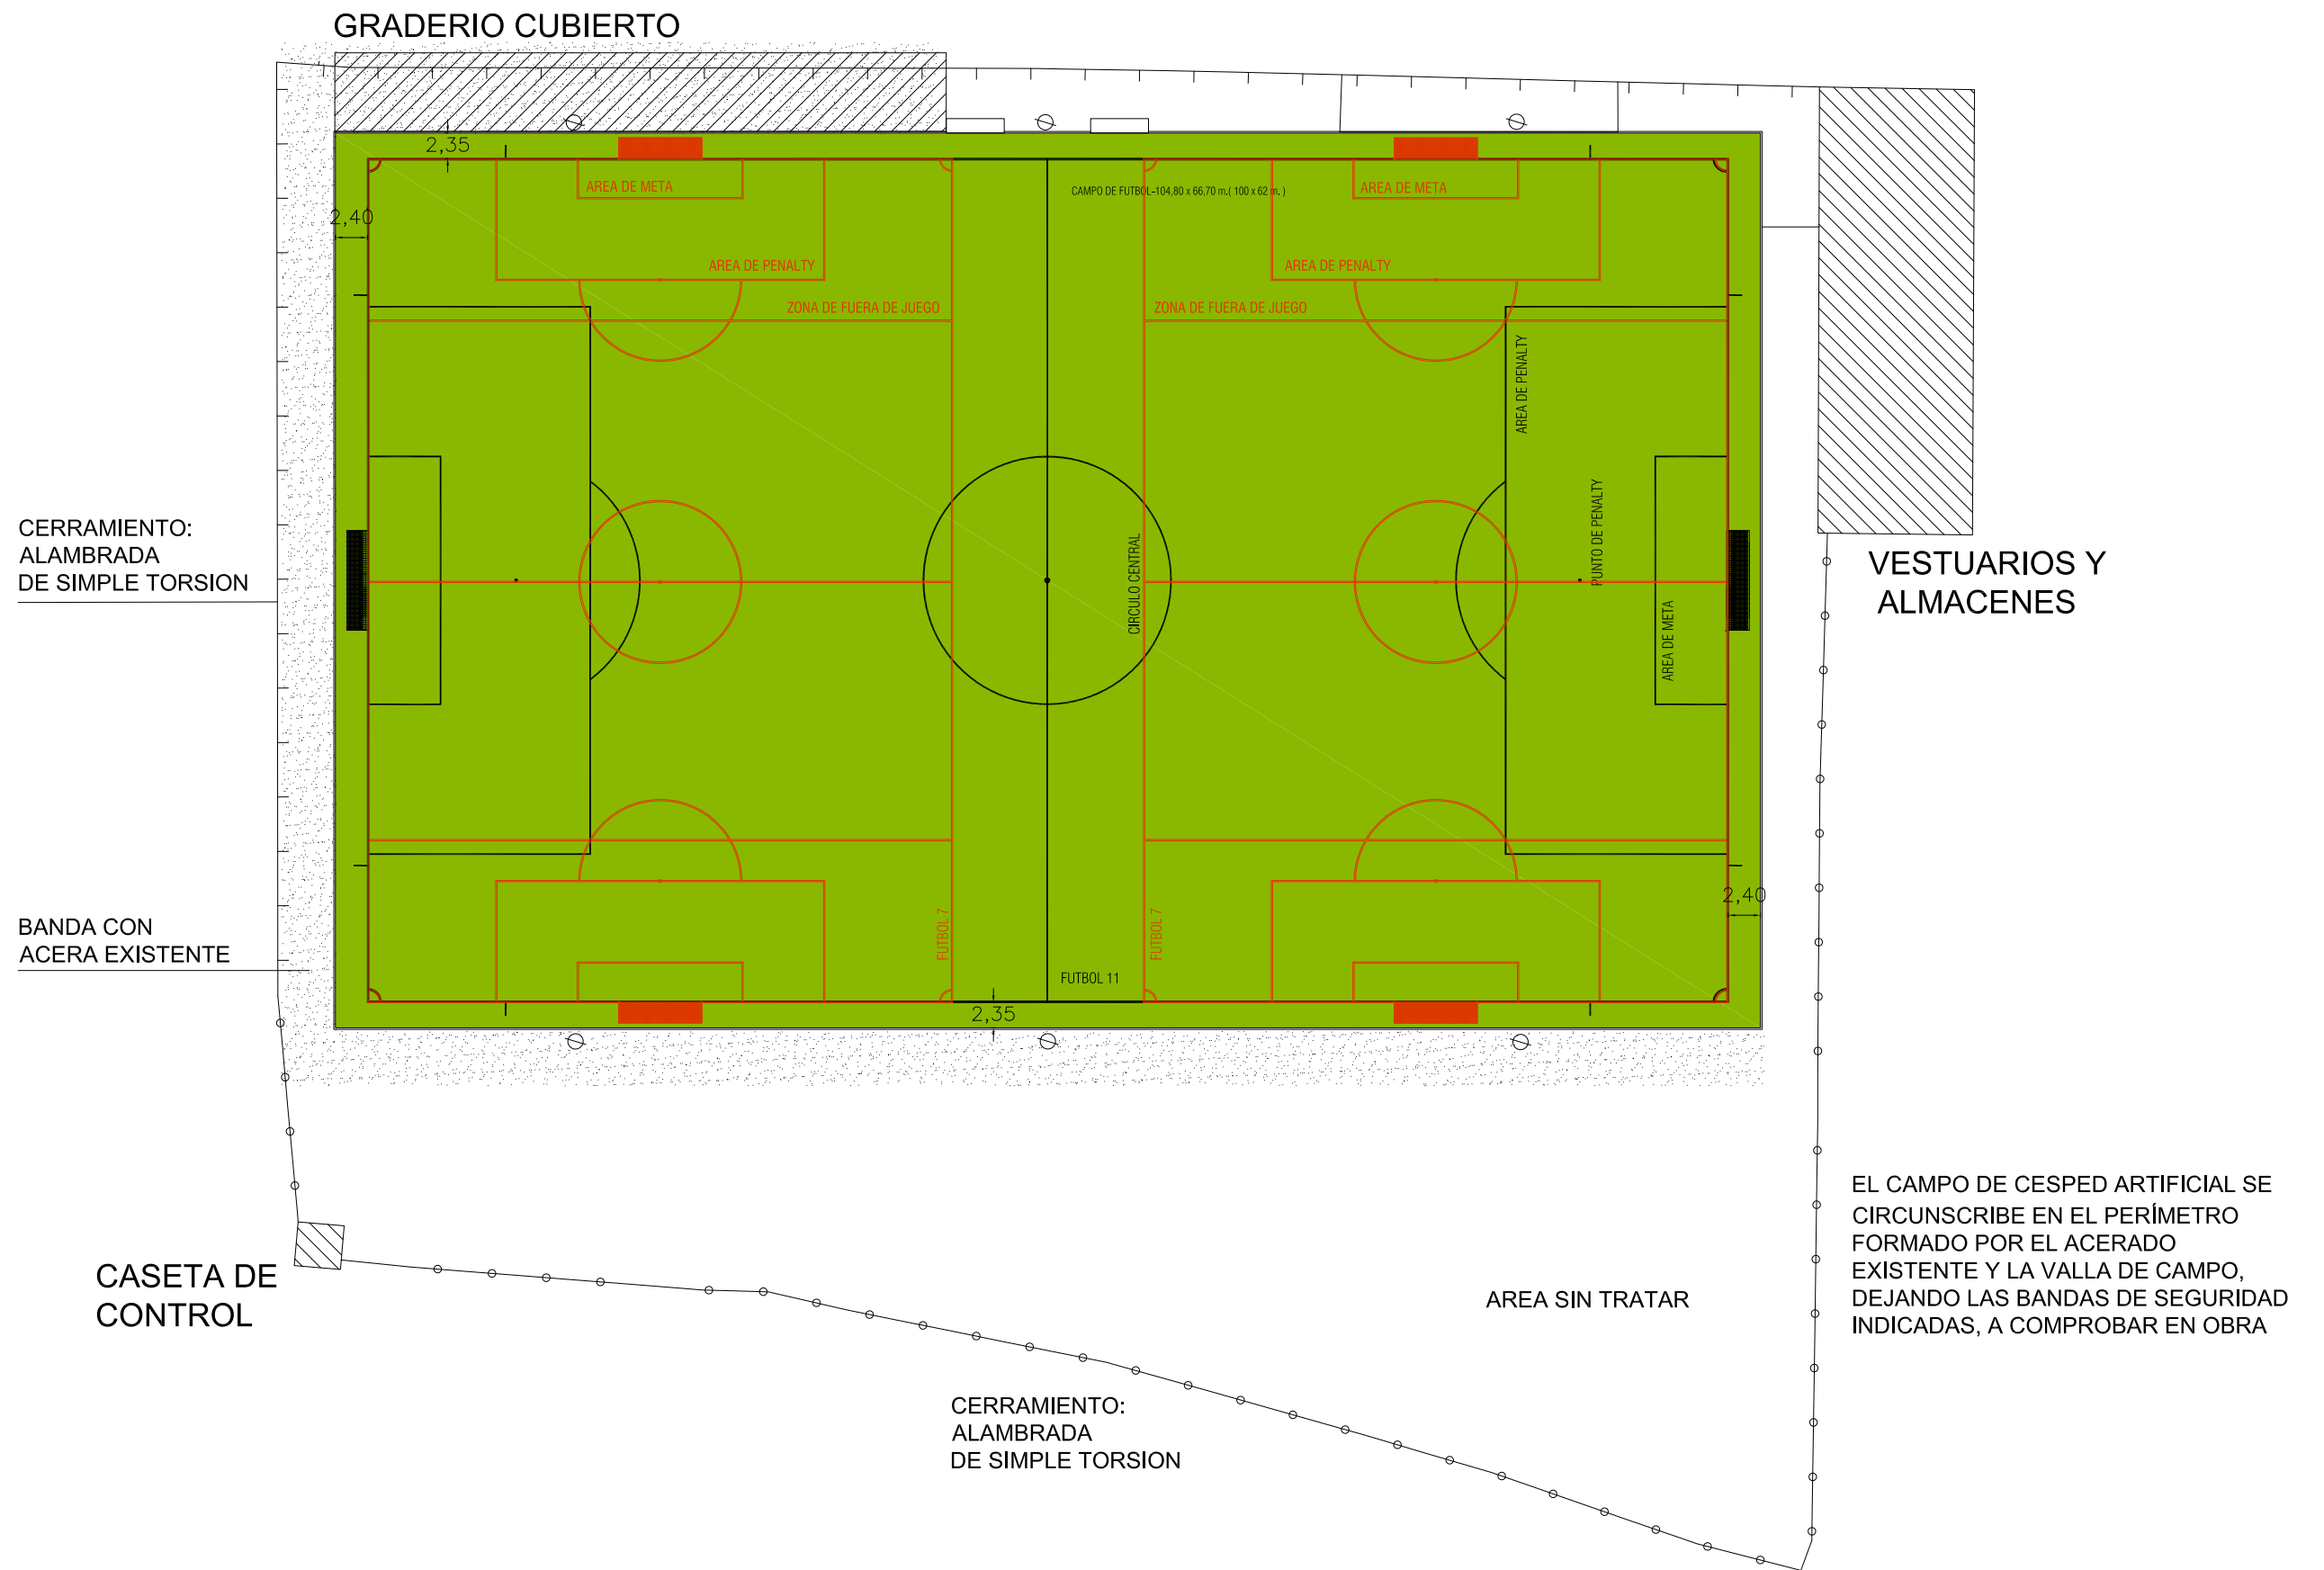 GRADERIO CUBIERTO
2,35
2,40
AREA DE META
CAMPO DE FUTBOL-104,80 x 66,70 m.( 100 x 62 m. )
AREA DE META
AREA DE PENALTY
AREA DE PENALTY
ZONA DE FUERA DE JUEGO
ZONA DE FUERA DE JUEGO
AREA DE PENALTY
PUNTO DE PENALTY
CIRCULO CENTRAL
AREA DE META
CERRAMIENTO:
ALAMBRADA
DE SIMPLE TORSION
VESTUARIOS Y
ALMACENES
2,40
BANDA CON
ACERA EXISTENTE
FUTBOL 7
FUTBOL 7
FUTBOL 11
2,35
EL CAMPO DE CESPED ARTIFICIAL SE
CIRCUNSCRIBE EN EL PERÍMETRO
FORMADO POR EL ACERADO
EXISTENTE Y LA VALLA DE CAMPO,
DEJANDO LAS BANDAS DE SEGURIDAD
INDICADAS, A COMPROBAR EN OBRA
CASETA DE
CONTROL
AREA SIN TRATAR
CERRAMIENTO:
ALAMBRADA
DE SIMPLE TORSION